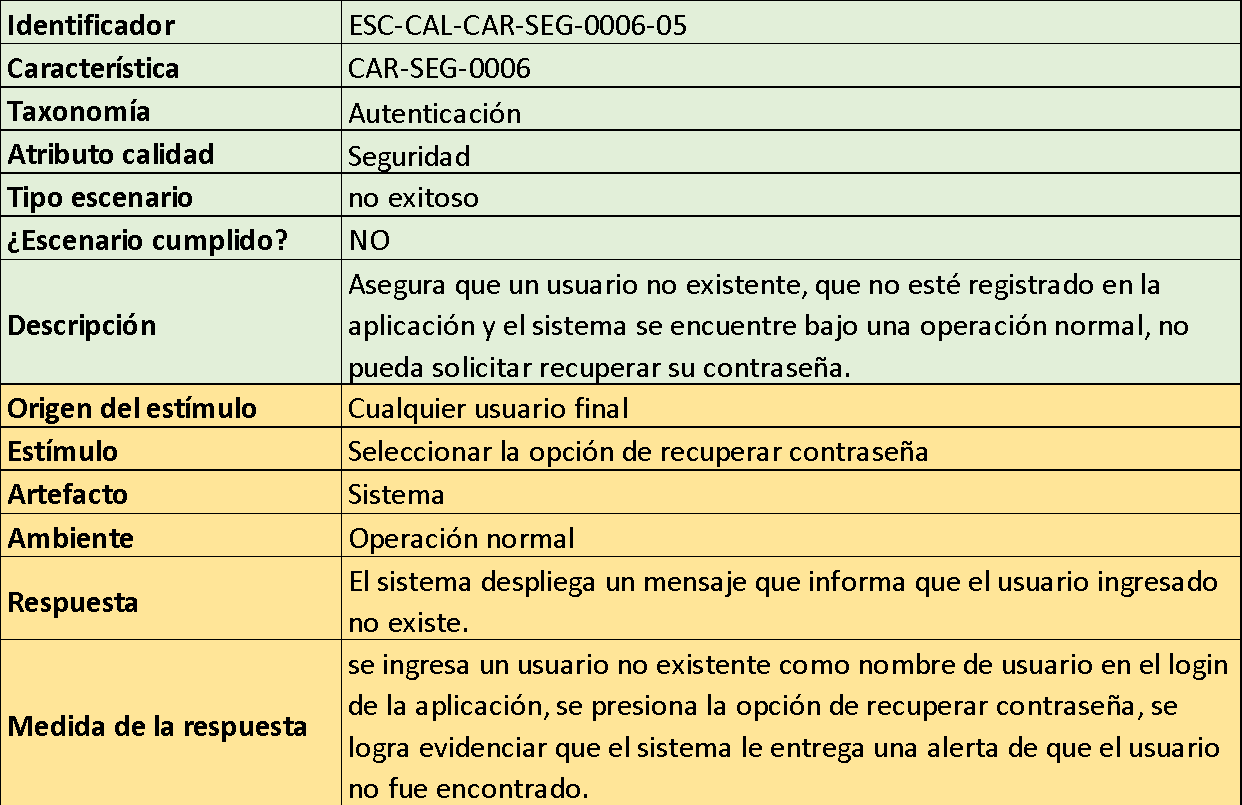 Identificador ESC-CAL-CAR-SEG-0006-05
Característica CAR-SEG-0006
Taxonomía Autenticación
Atributo calidad Seguridad
Tipo escenario no exitoso
¿Escenario cumplido? NO
Descripción
Asegura que un usuario no existente, que no esté registrado en la
aplicación y el sistema se encuentre bajo una operación normal, no
pueda solicitar recuperar su contraseña.
Origen del estímulo Cualquier usuario final
Estímulo Seleccionar la opción de recuperar contraseña
Artefacto Sistema
Ambiente Operación normal
Respuesta
El sistema despliega un mensaje que informa que el usuario ingresado
no existe.
Medida de la respuesta
se ingresa un usuario no existente como nombre de usuario en el login
de la aplicación, se presiona la opción de recuperar contraseña, se
logra evidenciar que el sistema le entrega una alerta de que el usuario
no fue encontrado.